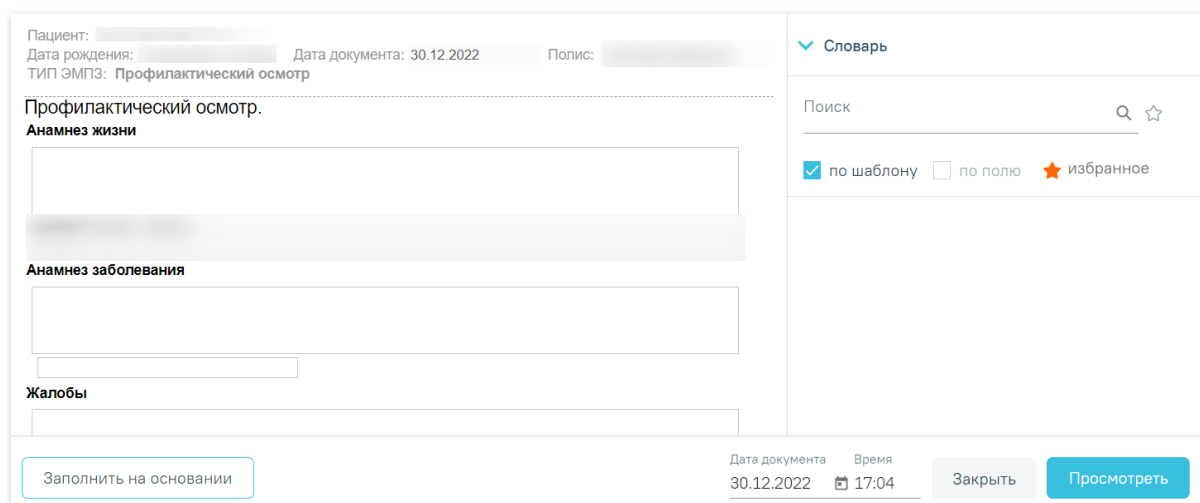 Пациент:
Дата рождения: Дата документа: 30.12.2022 Полис:
ТИП ЭМПЗ: Профилактический осмотр
Профилактический осмотр.
Анамнез жизни
Анамнез заболевания
Жалобы
Заполнить на основании
Словарь
Поиск
по шаблону по полю избранное
Дата документа Время
30.12.2022 17:04
Закрыть
Просмотреть